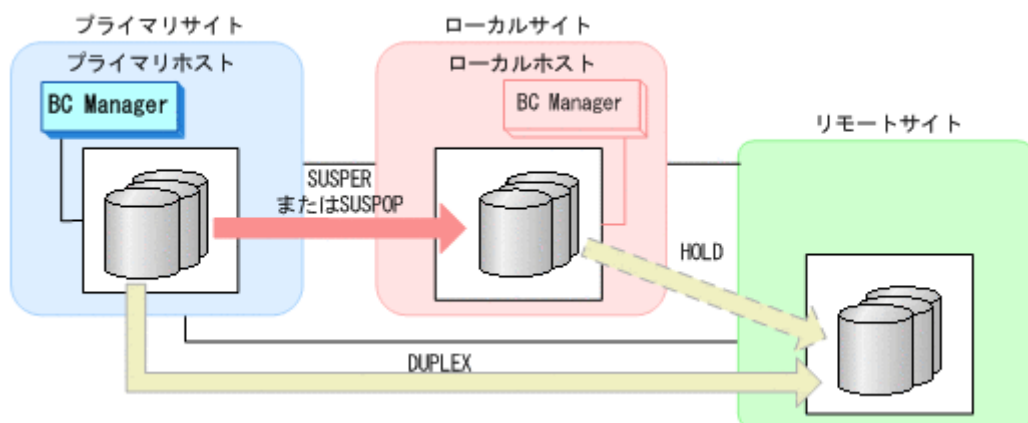 プライマリサイト
ローカルサイト
プライマリホスト
ローカルホスト
BC Manager
BC Manager
リモートサイト
SUSPER
またはSUSPOP
HOLD
DUPLEX